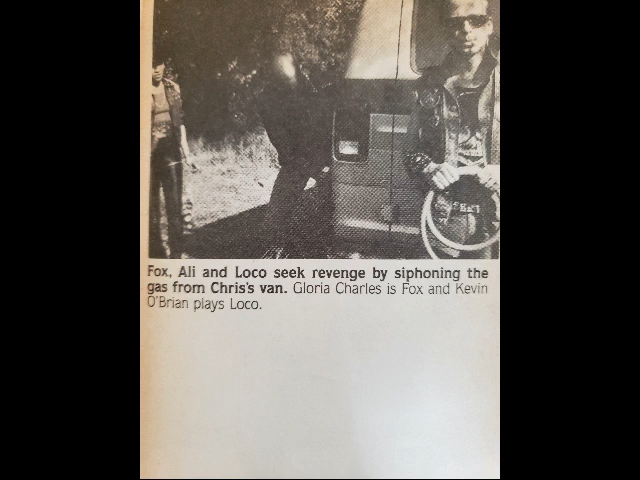 Fox, Ali and Loco seek revenge by siphoning the
gas from Chris's van. Gloria Charles is Fox and Kevin
O'Brian plays Loco.